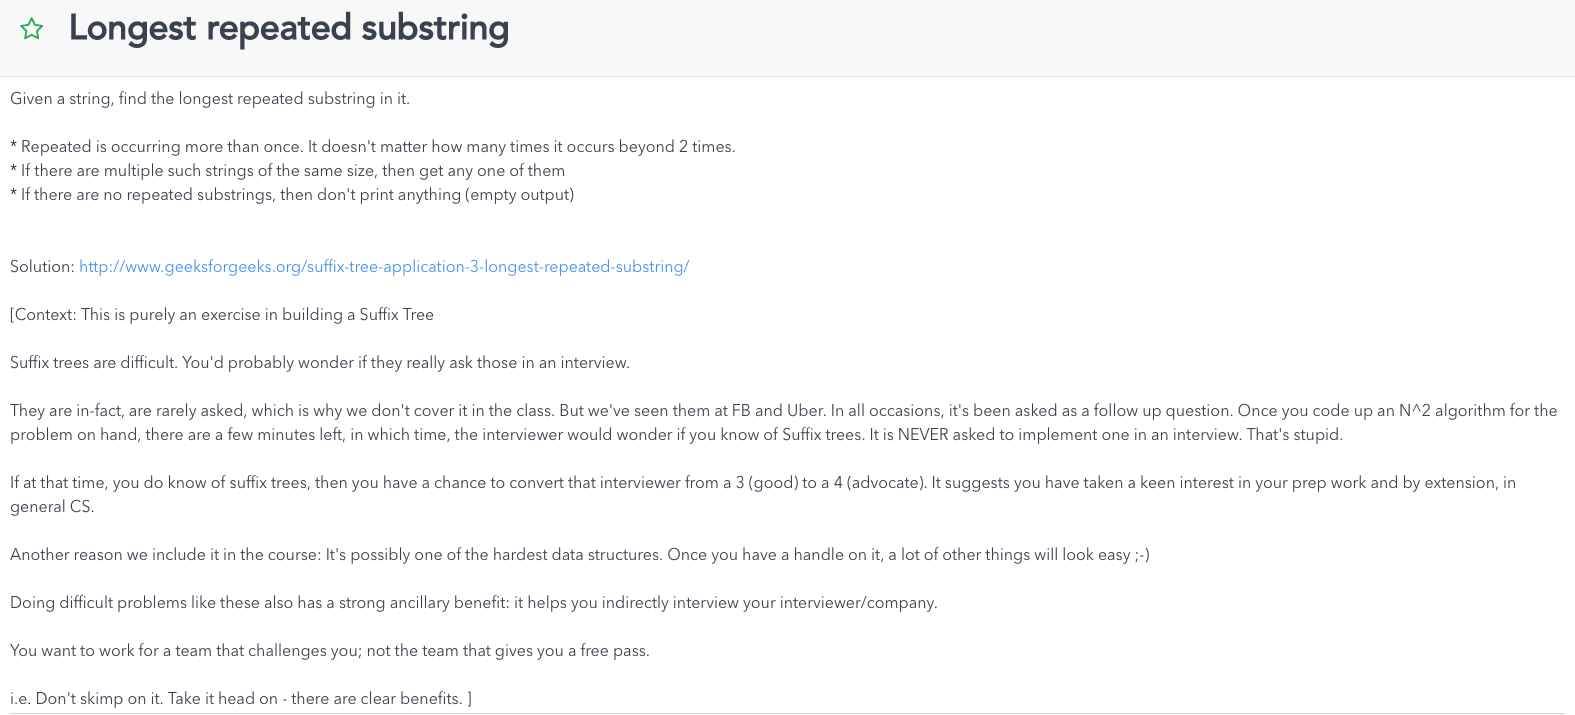 Longest repeated substring
Given a string, find the longest repeated substring in it.
* Repeated is occurring more than once. It doesn't matter how many times it occurs beyond 2 times.
* If there are multiple such strings of the same size, then get any one of them
* If there are no repeated substrings, then don't print anything (empty output)
Solution: http://www.geeksforgeeks.org/suffix-tree-application-3-longest-repeated-substring/
[Context: This is purely an exercise in building a Suffix Tree
Suffix trees are difficult. You'd probably wonder if they really ask those in an interview.
They are in-fact, are rarely asked, which is why we don't cover it in the class. But we've seen them at FB and Uber. In all occasions, it's been asked as a follow up question. Once you code up an N^2 algorithm for the
problem on hand, there are a few minutes left, in which time, the interviewer would wonder if you know of Suffix trees. It is NEVER asked to implement one in an interview. That's stupid.
If at that time, you do know of suffix trees, then you have a chance to convert that interviewer from a 3 (good) to a 4 (advocate). It suggests you have taken a keen interest in your prep work and by extension, in
general CS.
Another reason we include it in the course: It's possibly one of the hardest data structures. Once you have a handle on it, a lot of other things will look easy ;-)
Doing difficult problems like these also has a strong ancillary benefit: it helps you indirectly interview your interviewer/company.
You want to work for a team that challenges you; not the team that gives you a free pass.
i.e. Don't skimp on it. Take it head on - there are clear benefits. ]